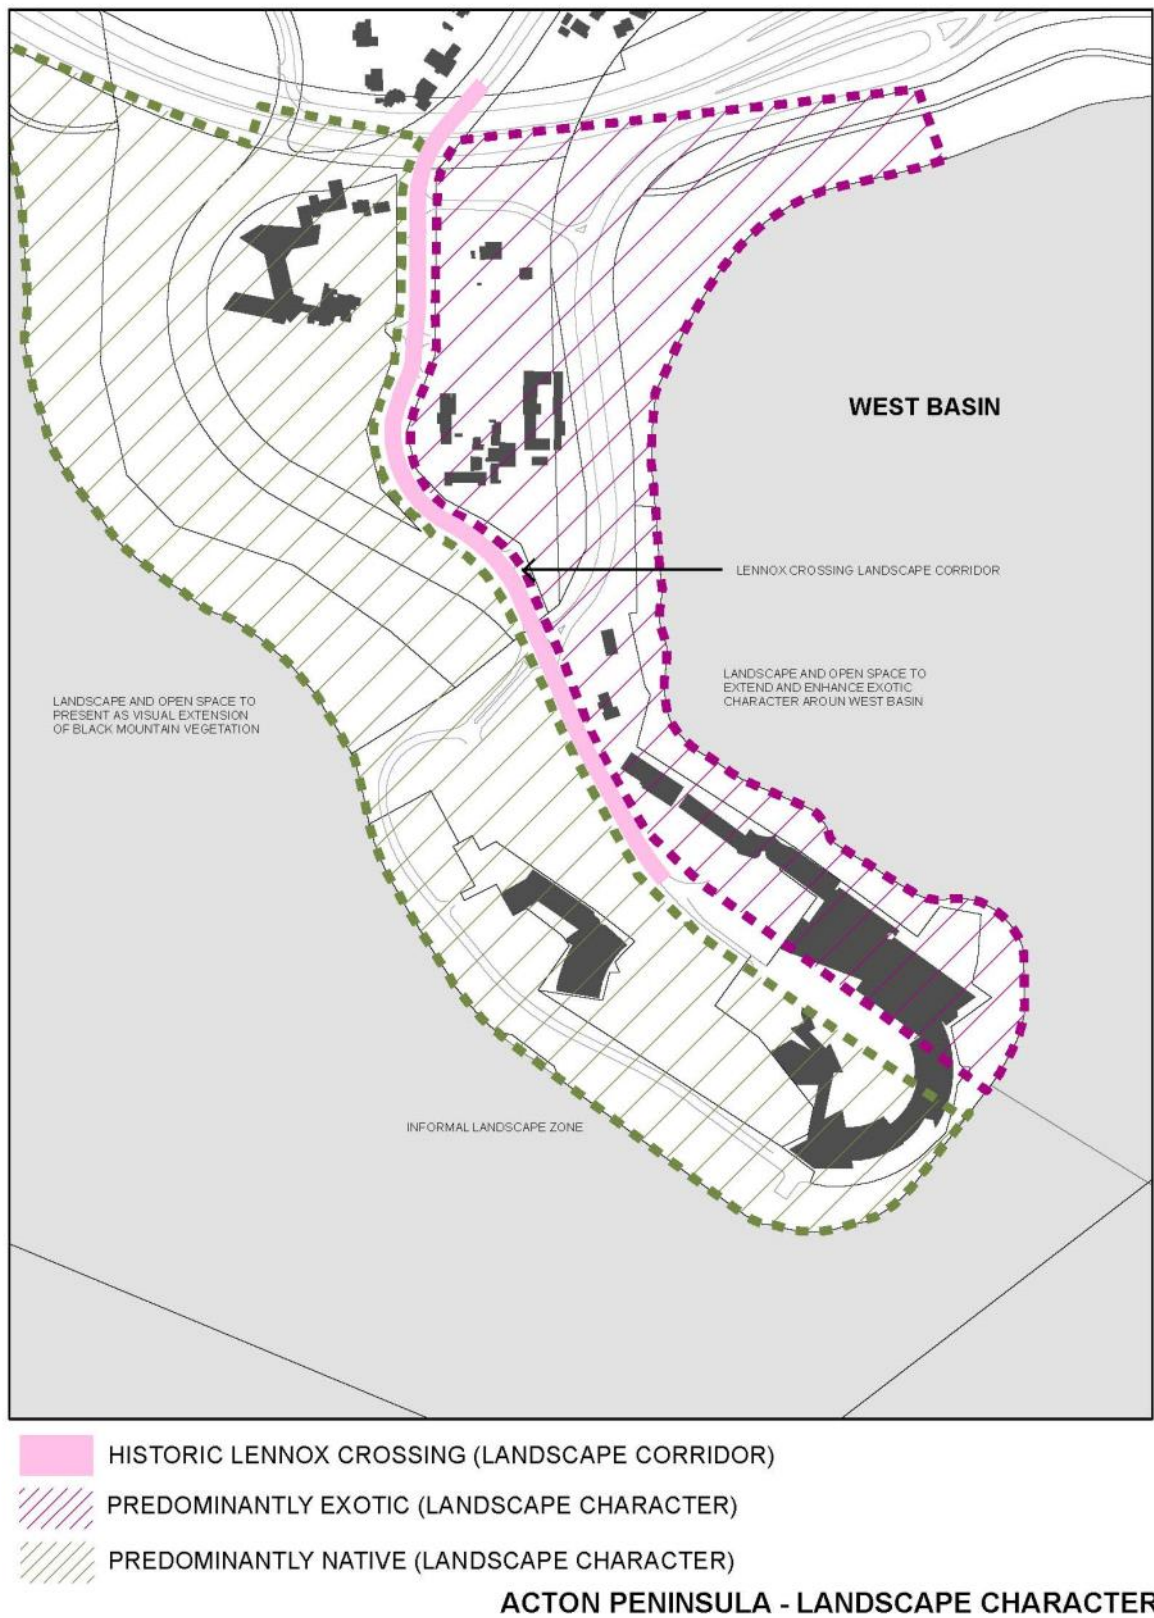 WEST BASIN
LENNOX CROSSING LANDSCAPE CORRIDOR
LANDSCAPE AND OPEN SPACE TO
EXTEND AND ENHANCE EXOTIC
CHARACTER AROUN WEST BASIN
LANDSCAPE AND OPEN SPACE TO
PRESENT AS VISUAL EXTENSION
OF BLACK MOUNTAIN VEGETATION
INFORMAL LANDSCAPE ZONE
HISTORIC LENNOX CROSSING (LANDSCAPE CORRIDOR)
PREDOMINANTLY EXOTIC (LANDSCAPE CHARACTER)
PREDOMINANTLY NATIVE (LANDSCAPE CHARACTER)
ACTON PENINSULA - LANDSCAPE CHARACTER